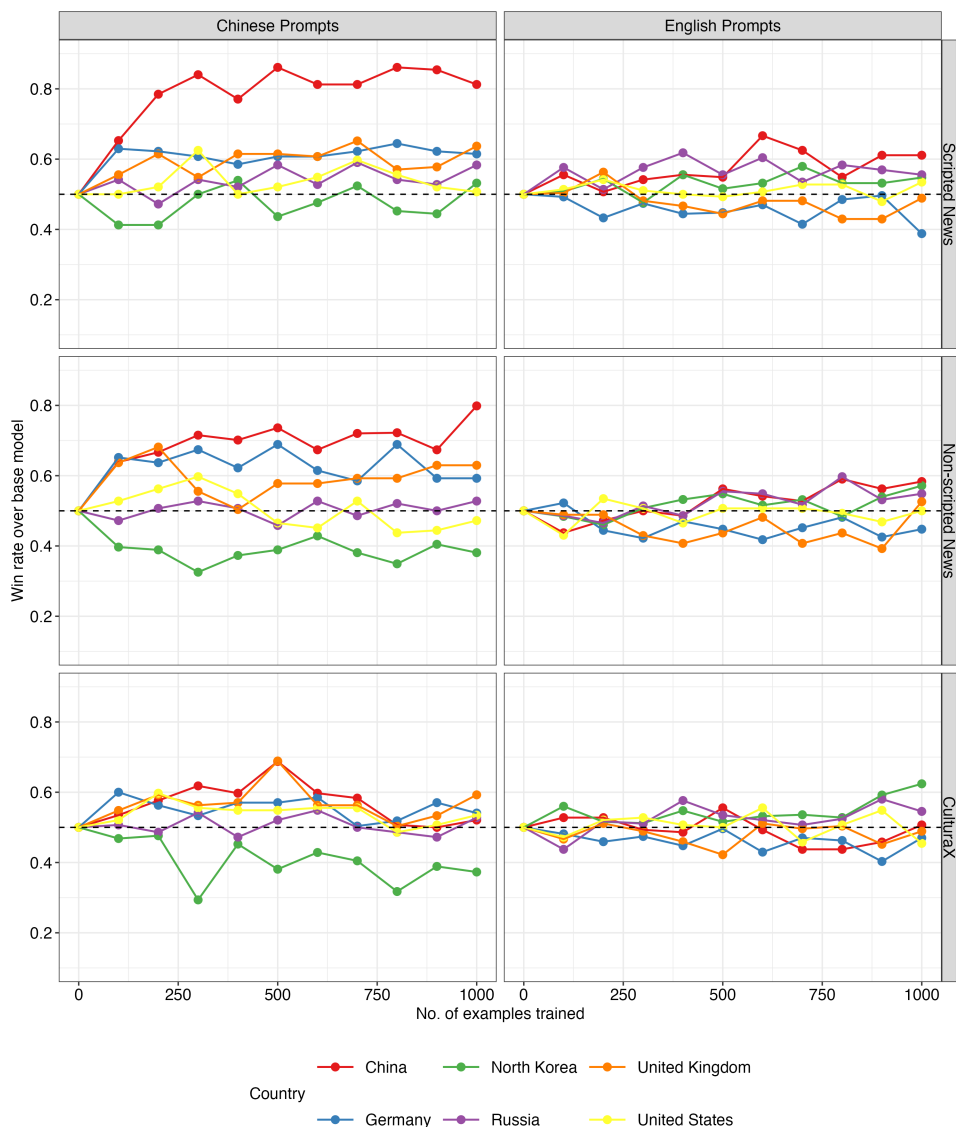 Chinese Prompts
English Prompts
0.8
0.6
0.4
0.2
Scripted News
0.8
0.6
0.4
0.2
Non-scripted News
0.8
0.6
0.4
0.2
CulturaX
Win rate over base model
0 250 500 750 1000
0 250 500 750 1000
No. of examples trained
Country
China
North Korea
United Kingdom
Germany
Russia
United States